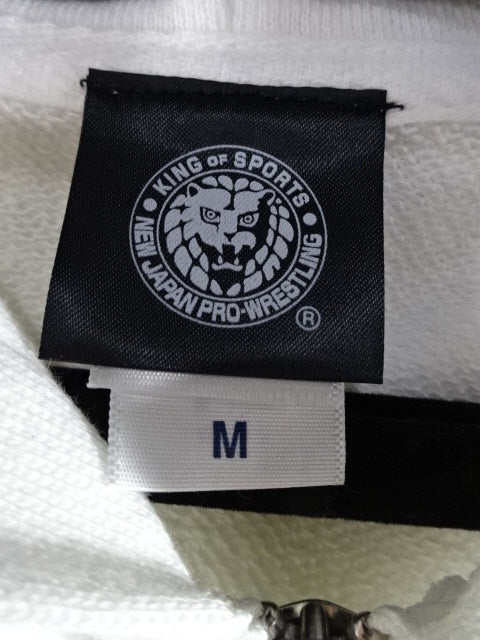 KING OF SPORTS
NEW JAPAN PRO-WRESTLING
®
M